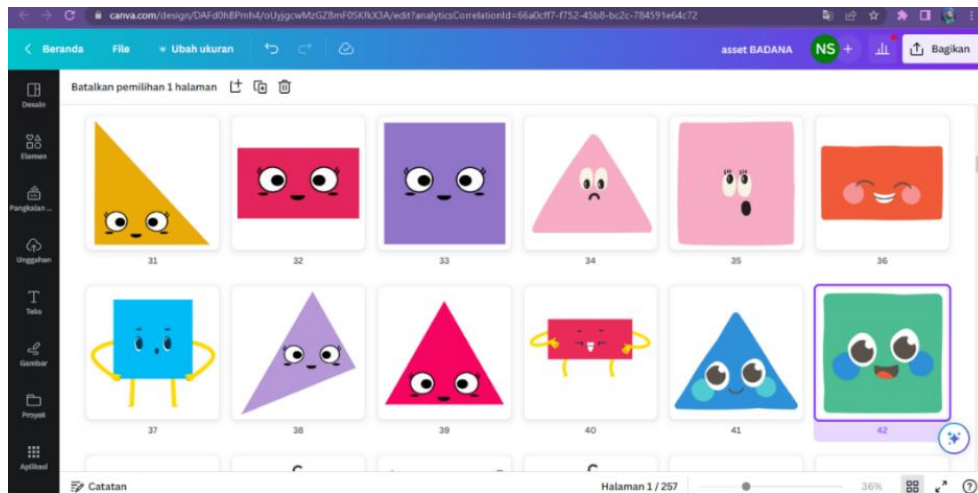 canva.com/design/DAFd0hBPmh4/oUyjgcwMzGZBmF0SKfkX3A/edit?analyticsCorrelationId=66a0cff7-f752-45b8-bc2c-784591e64c72
Beranda File Ubah ukuran asset BADANA NS + Bagikan
Batalkan pemilihan 1 halaman
Desain
Elemen
Pangkalan ...
Unggahan
Teks
Gambar
Proyek
Aplikasi
31 32 33 34 35 36
37 38 39 40 41 42
Catatan Halaman 1 / 257 36%